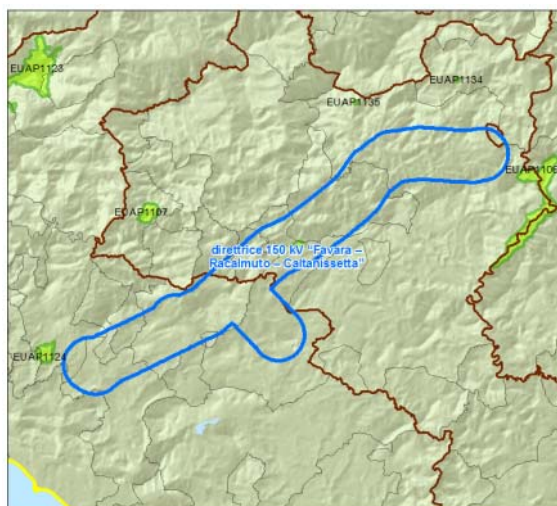 EUAP1123
EUAP1134
EUAP1135
EUAP1106
EUAP1107
direttrice 150 kV "Favara –
Racalmuto – Caltanissetta"
EUAP1124